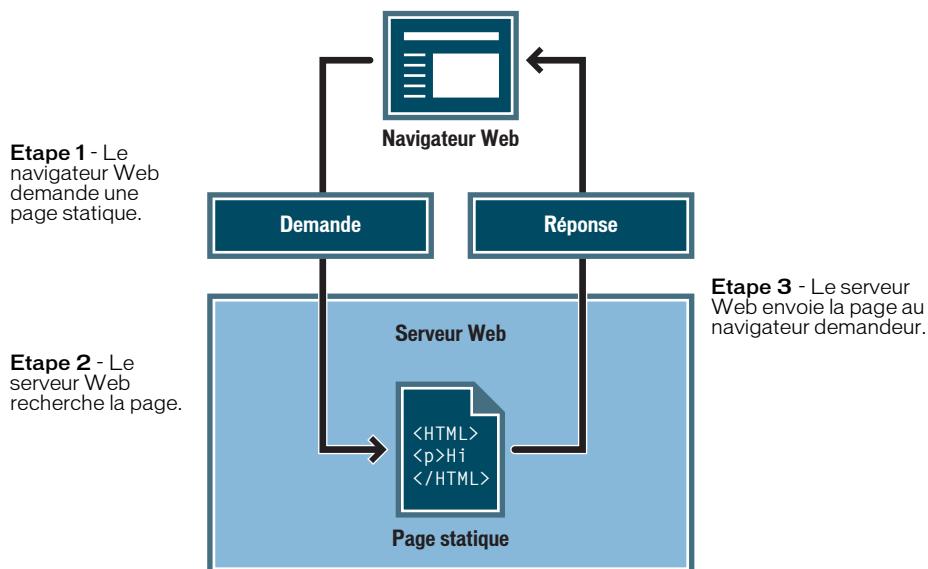 Navigateur Web
Etape 1 - Le
navigateur Web
demande une
page statique.
Demande
Réponse
Etape 3 - Le serveur
Web envoie la page au
navigateur demandeur.
Serveur Web
Etape 2 - Le
serveur Web
recherche la page.
<HTML>
<p>Hi
</HTML>
Page statique